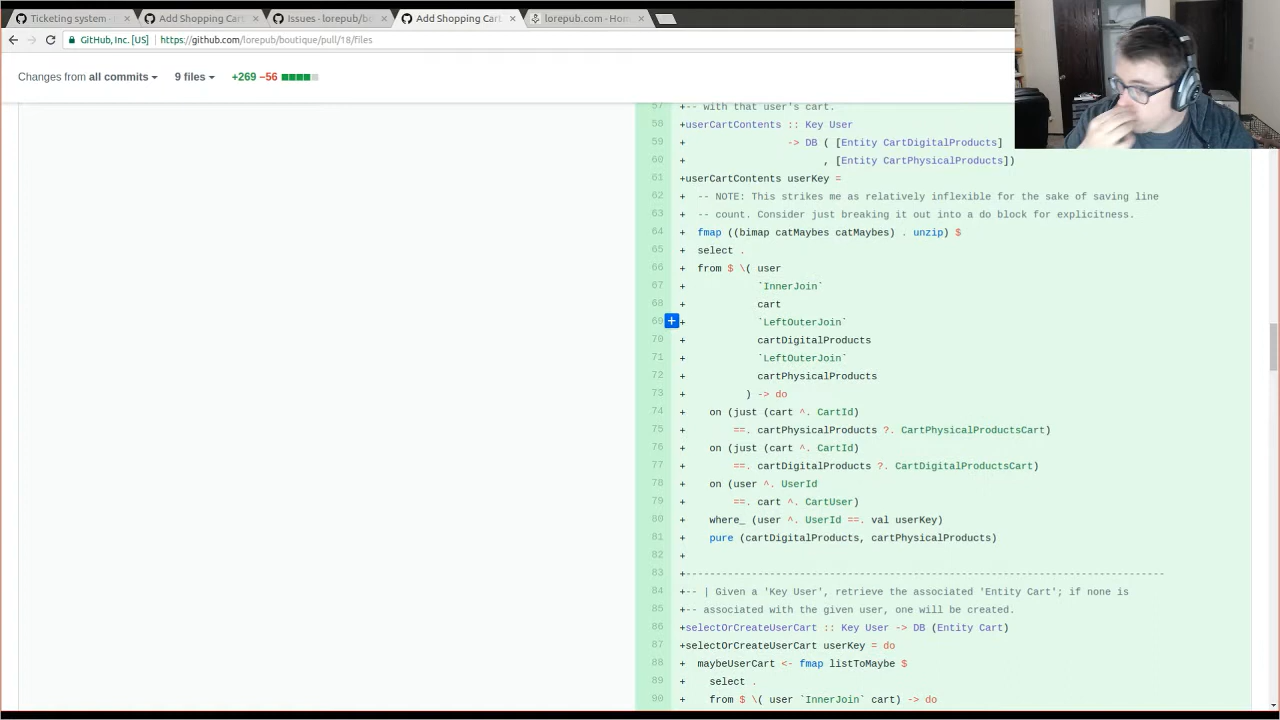 Ticketing system -
Add Shopping Cart
Issues - lorepub/bo
Add Shopping Cart
lorepub.com - Hom
GitHub, Inc. [US]
https://github.com/lorepub/boutique/pull/18/files
Changes from all commits
9 files
+269 −56
57 +-- with that user's cart.
58 +userCartContents :: Key User
59 + -> DB ( [Entity CartDigitalProducts]
60 + , [Entity CartPhysicalProducts])
61 +userCartContents userKey =
62 + -- NOTE: This strikes me as relatively inflexible for the sake of saving line
63 + -- count. Consider just breaking it out into a do block for explicitness.
64 + fmap ((bimap catMaybes catMaybes) . unzip) $
65 + select .
66 + from $ \( user
67 + `InnerJoin`
68 + cart
69 + `LeftOuterJoin`
70 + cartDigitalProducts
71 + `LeftOuterJoin`
72 + cartPhysicalProducts
73 + ) -> do
74 + on (just (cart ^. CartId)
75 + ==. cartPhysicalProducts ?. CartPhysicalProductsCart)
76 + on (just (cart ^. CartId)
77 + ==. cartDigitalProducts ?. CartDigitalProductsCart)
78 + on (user ^. UserId
79 + ==. cart ^. CartUser)
80 + where_ (user ^. UserId ==. val userKey)
81 + pure (cartDigitalProducts, cartPhysicalProducts)
82 +
83 +--------------------------------------------------------------------------------
84 +-- | Given a 'Key User', retrieve the associated 'Entity Cart'; if none is
85 +-- associated with the given user, one will be created.
86 +selectOrCreateUserCart :: Key User -> DB (Entity Cart)
87 +selectOrCreateUserCart userKey = do
88 + maybeUserCart <- fmap listToMaybe $
89 + select .
90 + from $ \( user `InnerJoin` cart) -> do